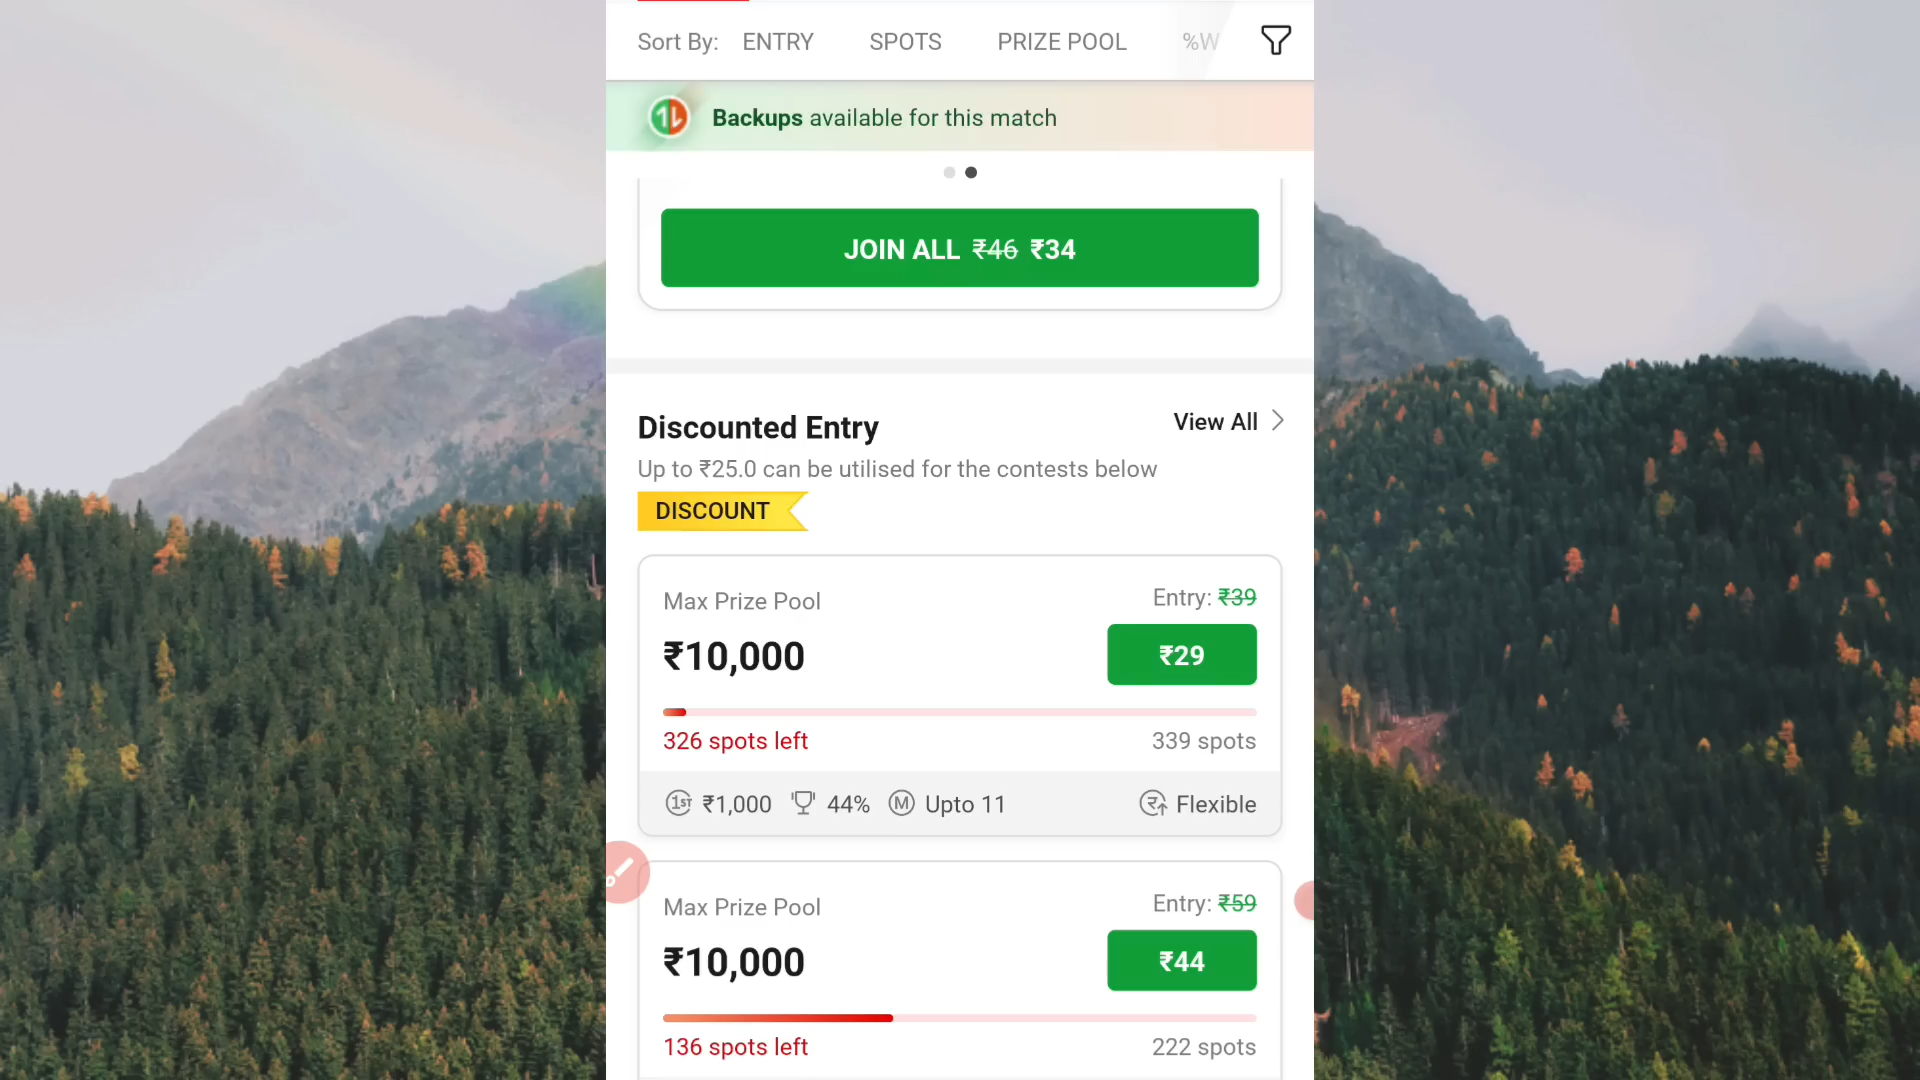 Sort By: ENTRY SPOTS PRIZE POOL %W
Backups available for this match
JOIN ALL ₹46 ₹34
Discounted Entry View All
Up to ₹25.0 can be utilised for the contests below
DISCOUNT
Max Prize Pool Entry: ₹39
₹10,000 ₹29
326 spots left 339 spots
1ST ₹1,000 44% M Upto 11 ₹ Flexible
Max Prize Pool Entry: ₹59
₹10,000 ₹44
136 spots left 222 spots